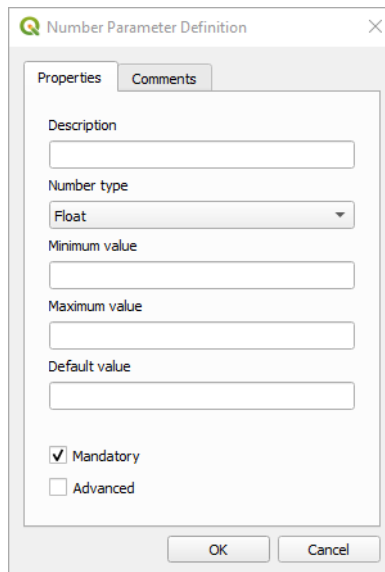 Number Parameter Definition
Properties
Comments
Description
Number type
Float
Minimum value
Maximum value
Default value
Mandatory
Advanced
OK
Cancel